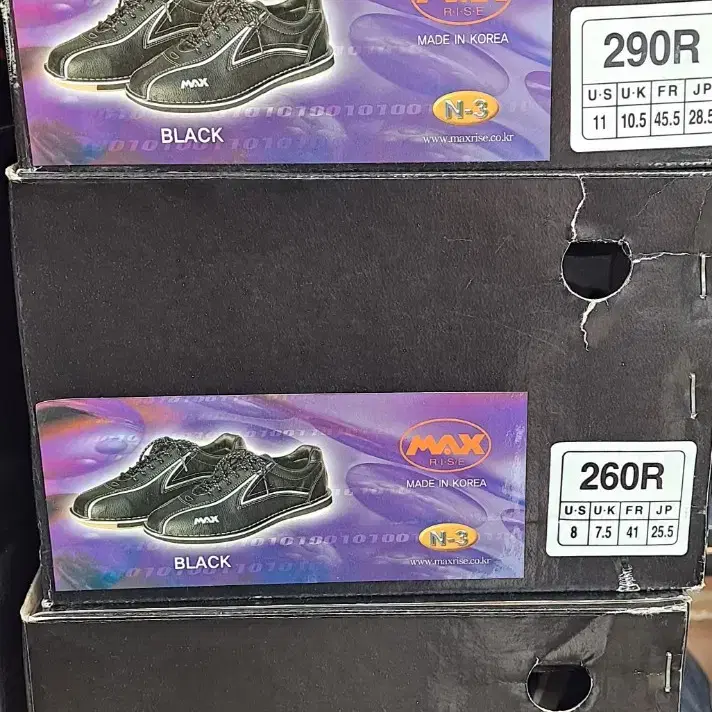 R·I·S·E
MADE IN KOREA
MAX
N-3
BLACK
www.maxrise.co.kr
290R
U·S U·K FR JP
11 10.5 45.5 28.5
MAX
R·I·S·E
MADE IN KOREA
MAX
N-3
BLACK
www.maxrise.co.kr
260R
U·S U·K FR JP
8 7.5 41 25.5